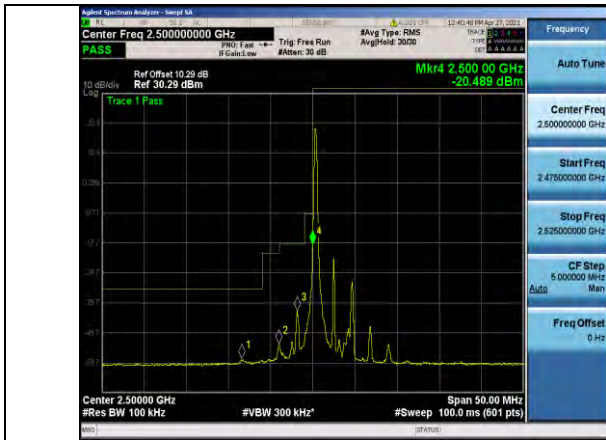 Agilent Spectrum Analyzer - Swept SA
Center Freq 2.500000000 GHz
PASS
PNO: Fast
IFGain:Low
Trig: Free Run
#Atten: 30 dB
#Avg Type: RMS
Avg|Hold: 30/30
12:40:48 PM Apr 27, 2021
TRACE
TYPE
DET
Frequency
Auto Tune
Center Freq
2.500000000 GHz
Start Freq
2.475000000 GHz
Stop Freq
2.525000000 GHz
CF Step
5.000000 MHz
Auto Man
Freq Offset
0 Hz
Ref Offset 10.29 dB
Ref 30.29 dBm
10 dB/div
Log
Mkr4 2.500 00 GHz
-20.489 dBm
Trace 1 Pass
1
2
3
4
Center 2.50000 GHz
Span 50.00 MHz
#Res BW 100 kHz
#VBW 300 kHz*
#Sweep 100.0 ms (601 pts)
MSG
STATUS